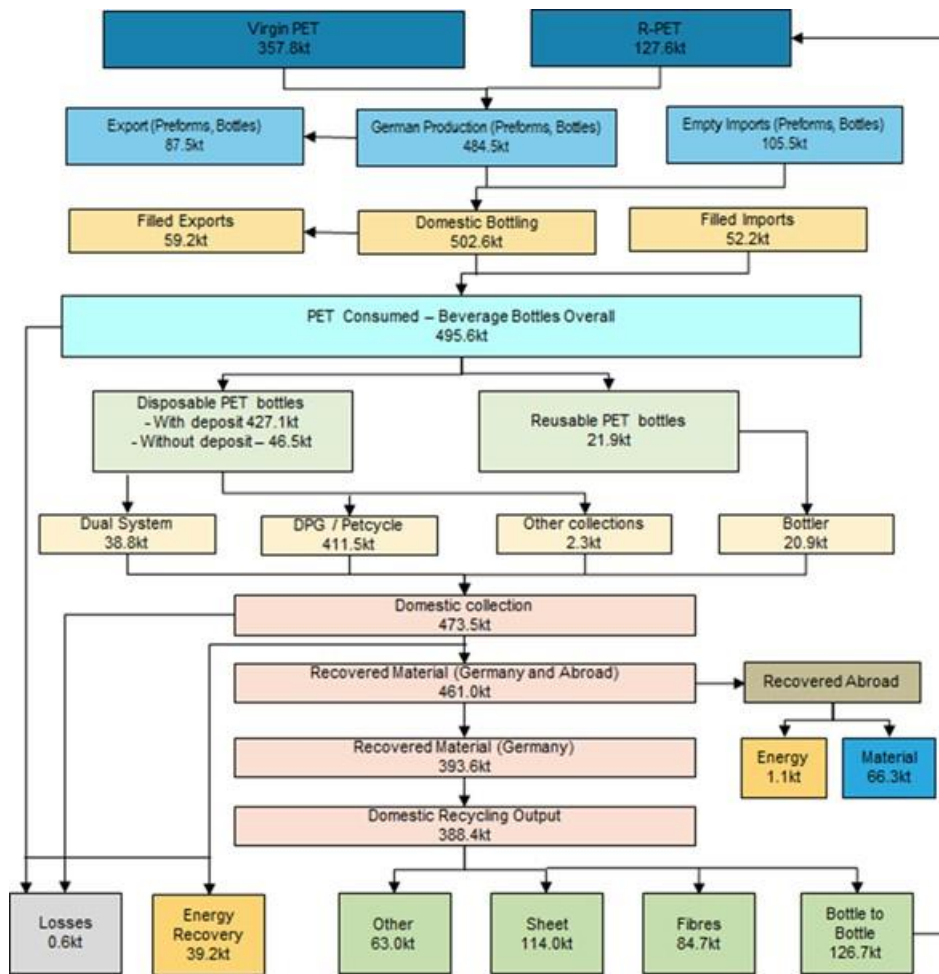 Virgin PET
357.8kt
R-PET
127.6kt
Export (Preforms, Bottles)
87.5kt
German Production (Preforms, Bottles)
484.5kt
Empty Imports (Preforms, Bottles)
105.5kt
Filled Exports
59.2kt
Domestic Bottling
502.6kt
Filled Imports
52.2kt
PET Consumed – Beverage Bottles Overall
495.6kt
Disposable PET bottles
- With deposit 427.1kt
- Without deposit – 46.5kt
Reusable PET bottles
21.9kt
Dual System
38.8kt
DPG / Petcycle
411.5kt
Other collections
2.3kt
Bottler
20.9kt
Domestic collection
473.5kt
Recovered Material (Germany and Abroad)
461.0kt
Recovered Abroad
Recovered Material (Germany)
393.6kt
Energy
1.1kt
Material
66.3kt
Domestic Recycling Output
388.4kt
Losses
0.6kt
Energy
Recovery
39.2kt
Other
63.0kt
Sheet
114.0kt
Fibres
84.7kt
Bottle to
Bottle
126.7kt